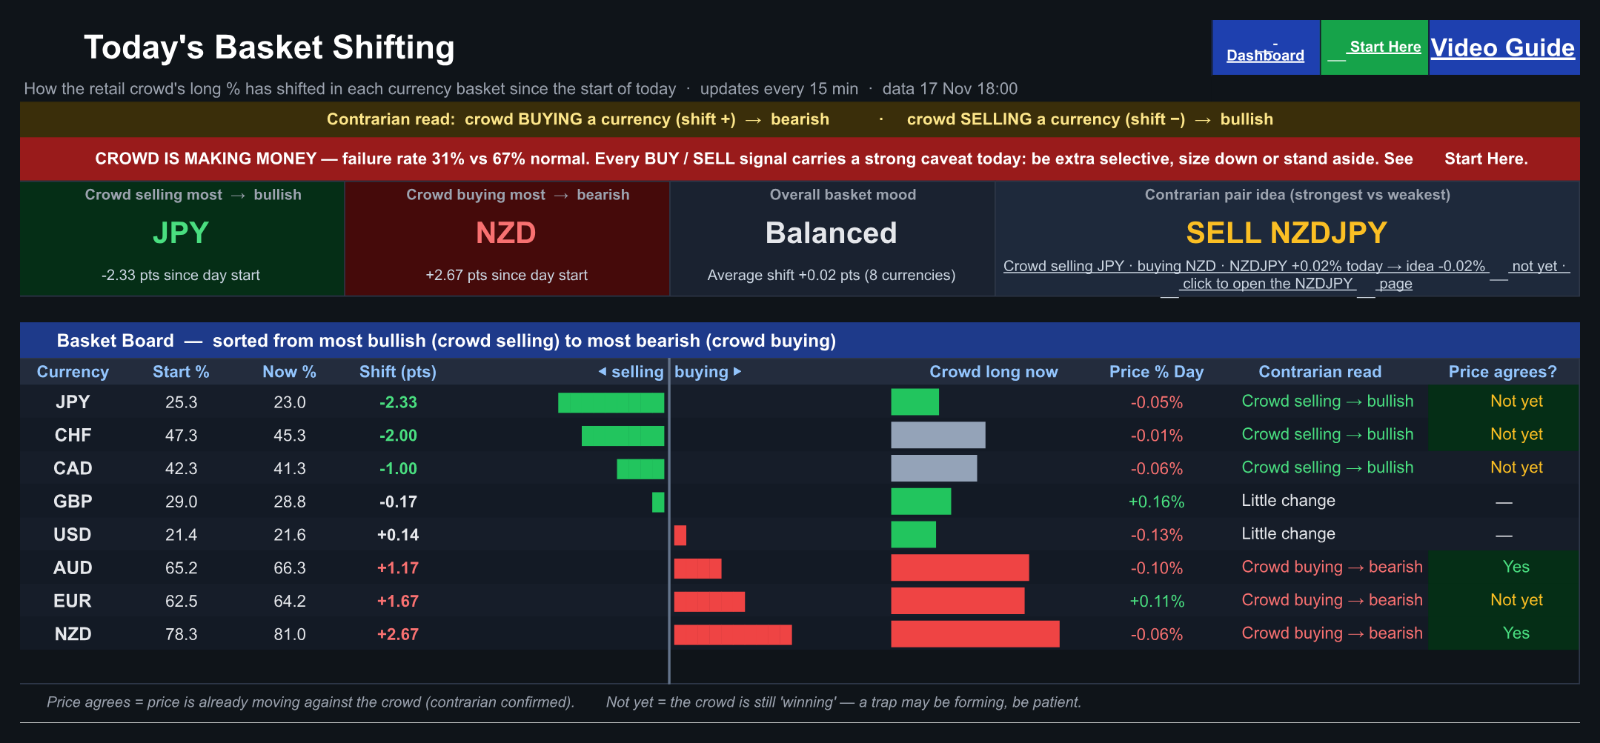 Today's Basket Shifting
Dashboard
Start Here
Video Guide
How the retail crowd's long % has shifted in each currency basket since the start of today · updates every 15 min · data 17 Nov 18:00
Contrarian read: crowd BUYING a currency (shift +) → bearish · crowd SELLING a currency (shift −) → bullish
CROWD IS MAKING MONEY — failure rate 31% vs 67% normal. Every BUY / SELL signal carries a strong caveat today: be extra selective, size down or stand aside. See Start Here.
Crowd selling most → bullish
JPY
-2.33 pts since day start
Crowd buying most → bearish
NZD
+2.67 pts since day start
Overall basket mood
Balanced
Average shift +0.02 pts (8 currencies)
Contrarian pair idea (strongest vs weakest)
SELL NZDJPY
Crowd selling JPY · buying NZD · NZDJPY +0.02% today → idea -0.02% not yet ·
click to open the NZDJPY page
Basket Board — sorted from most bullish (crowd selling) to most bearish (crowd buying)
Currency Start % Now % Shift (pts) ◄ selling buying ► Crowd long now Price % Day Contrarian read Price agrees?
JPY 25.3 23.0 -2.33 -0.05% Crowd selling → bullish Not yet
CHF 47.3 45.3 -2.00 -0.01% Crowd selling → bullish Not yet
CAD 42.3 41.3 -1.00 -0.06% Crowd selling → bullish Not yet
GBP 29.0 28.8 -0.17 +0.16% Little change —
USD 21.4 21.6 +0.14 -0.13% Little change —
AUD 65.2 66.3 +1.17 -0.10% Crowd buying → bearish Yes
EUR 62.5 64.2 +1.67 +0.11% Crowd buying → bearish Not yet
NZD 78.3 81.0 +2.67 -0.06% Crowd buying → bearish Yes
Price agrees = price is already moving against the crowd (contrarian confirmed). Not yet = the crowd is still 'winning' — a trap may be forming, be patient.